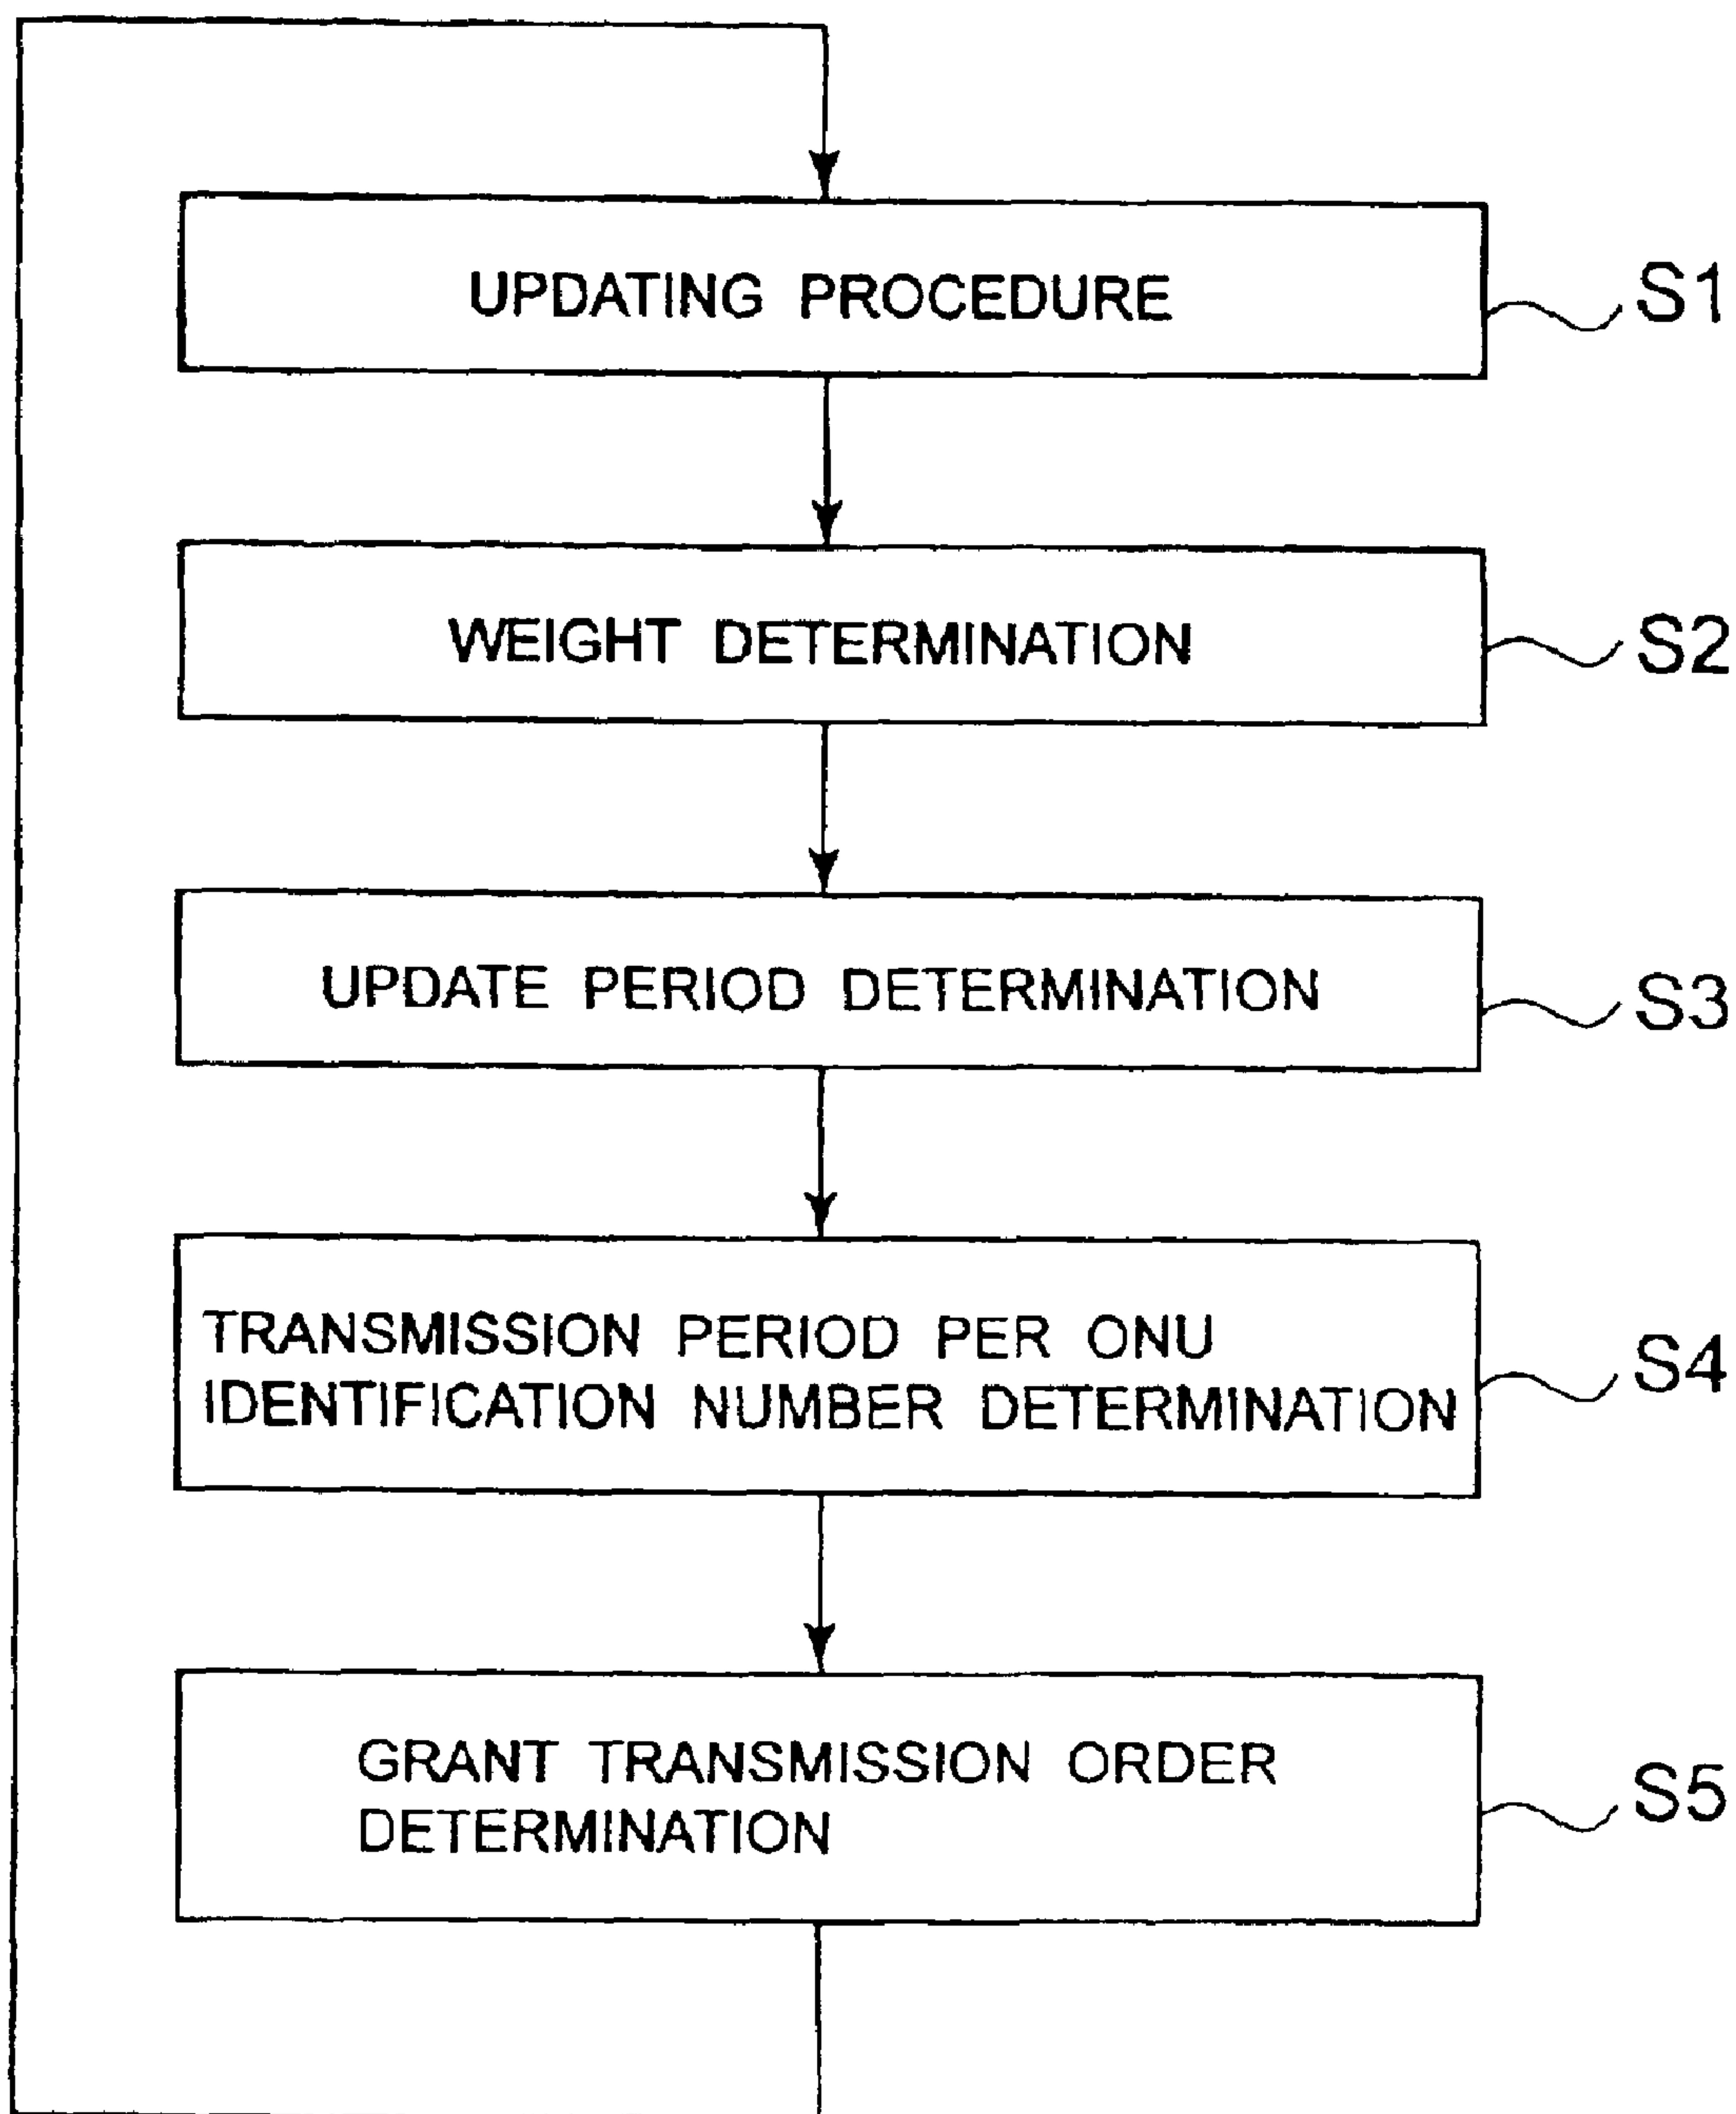 UPDATING PROCEDURE
S1
WEIGHT DETERMINATION
S2
UPDATE PERIOD DETERMINATION
S3
TRANSMISSION PERIOD PER ONU
IDENTIFICATION NUMBER DETERMINATION
S4
GRANT TRANSMISSION ORDER
DETERMINATION
S5